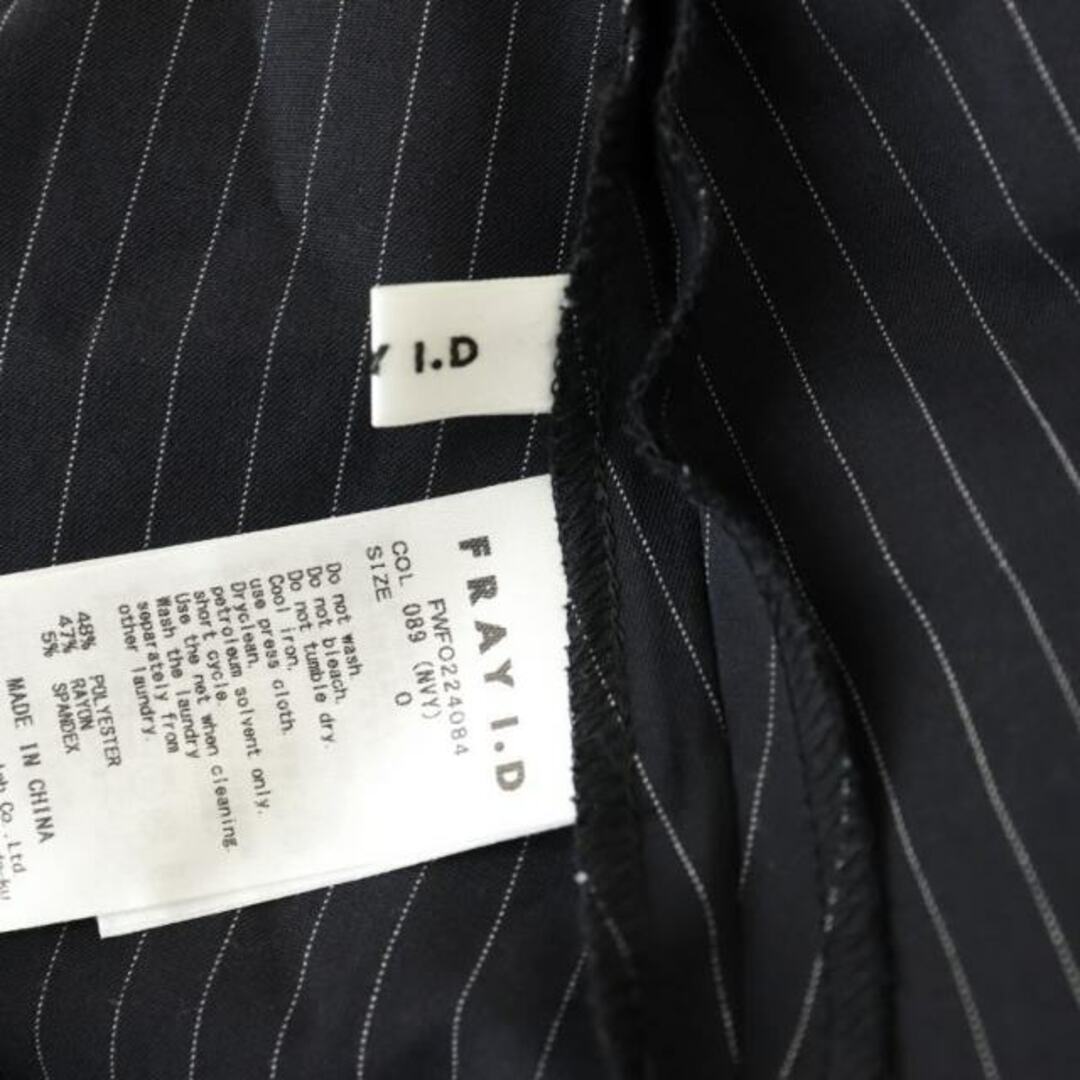 I.D
FRAY I.D
FWFO224084
COL 089 (NVY)
SIZE 0
Do not wash.
Do not bleach.
Do not tumble dry.
Cool iron,
use press cloth.
Dryclean,
petroleum solvent only.
short cycle.
Use the net when cleaning
Wash the laundry
separately from
other laundry.
48% POLYESTER
47% RAYON
5% SPANDEX
MADE IN CHINA
Co.,Ltd